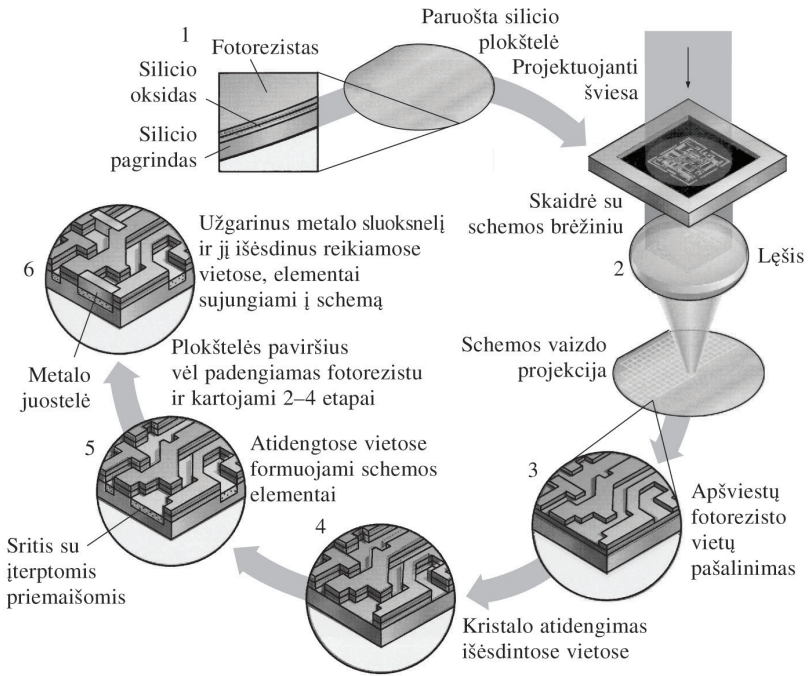 1
Fotorezistas
Silicio
oksidas
Silicio
pagrindas
Paruošta silicio
plokštelė
Projektuojanti
šviesa
Skaidrė su
schemos brėžiniu
2
Lęšis
Schemos vaizdo
projekcija
3
Apšviestų
fotorezisto
vietų
pašalinimas
4
Kristalo atidengimas
išėsdintose vietose
5
Atidengtose vietose
formuojami schemos
elementai
Sritis su
įterptomis
priemaišomis
Plokštelės paviršius
vėl padengiamas fotorezistu
ir kartojami 2–4 etapai
6
Užgarinus metalo sluoksnelį
ir jį išėsdinus reikiamose
vietose, elementai
sujungiami į schemą
Metalo
juostelė